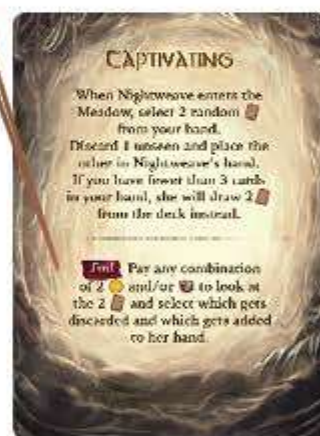 CAPTIVATING
When Nightweave enters the
Meadow, select 2 random
from your hand.
Discard 1 unseen and place the
other in Nightweave's hand.
If you have fewer than 3 cards
in your hand, she will draw 2
from the deck instead.
Foil Pay any combination
of 2 and/or to look at
the 2 and select which gets
discarded and which gets added
to her hand.